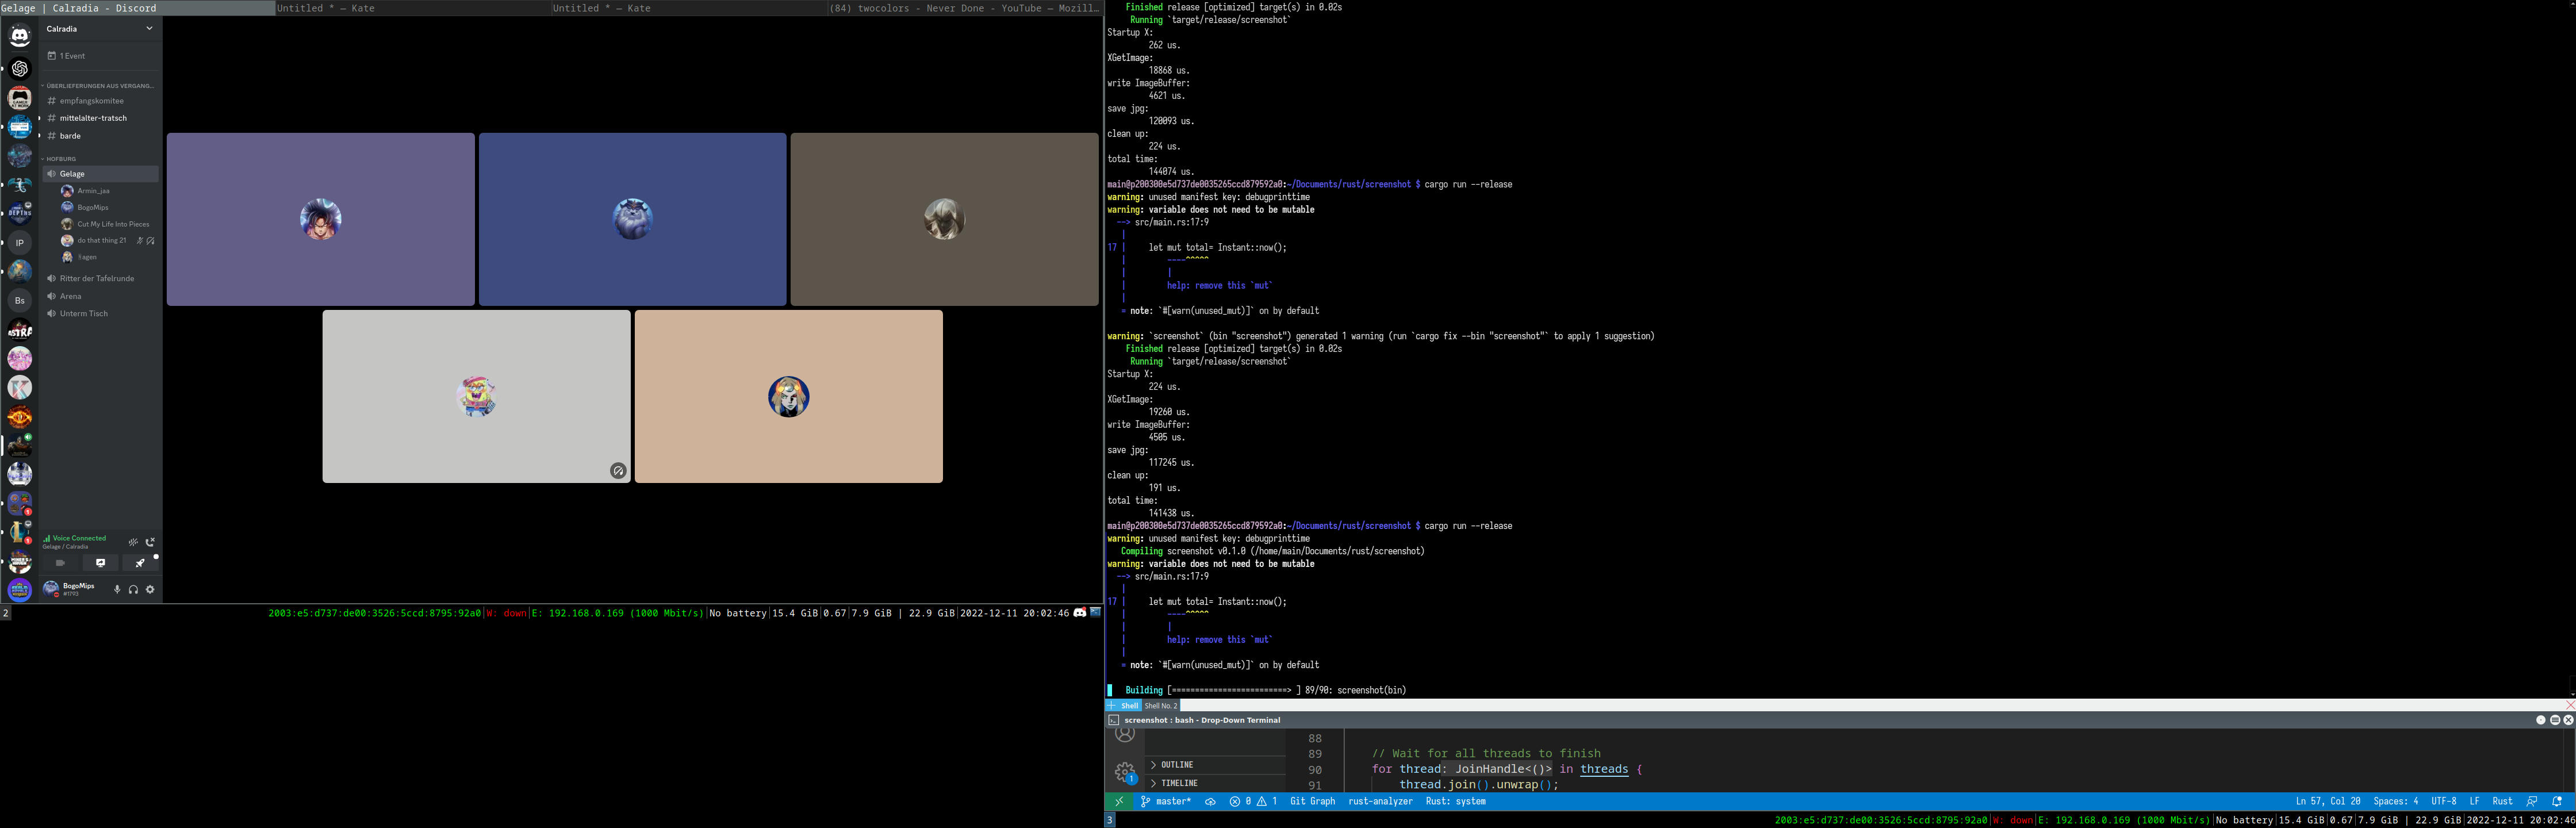 Gelage | Calradia - Discord
Untitled * — Kate
Untitled * — Kate
(84) twocolors - Never Done - YouTube — Mozill…
Calradia
1 Event
ÜBERLIEFERUNGEN AUS VERGANG...
empfangskomitee
mittelalter-tratsch
barde
HOFBURG
Gelage
Armin_jaa
BogoMips
Cut My Life Into Pieces
do that thing 21
Ritter der Tafelrunde
Arena
Unterm Tisch
IP
Bs
Voice Connected
Gelage / Calradia
BogoMips
#1793
2
2003:e5:d737:de00:3526:5ccd:8795:92a0|W: down|E: 192.168.0.169 (1000 Mbit/s)|No battery|15.4 GiB|0.67|7.9 GiB | 22.9 GiB|2022-12-11 20:02:46
Finished release [optimized] target(s) in 0.02s
Running `target/release/screenshot`
Startup X:
262 us.
XGetImage:
18868 us.
write ImageBuffer:
4621 us.
save jpg:
120093 us.
clean up:
224 us.
total time:
144074 us.
main@p200300e5d737de0035265ccd879592a0:~/Documents/rust/screenshot $ cargo run --release
warning: unused manifest key: debugprinttime
warning: variable does not need to be mutable
--> src/main.rs:17:9
|
17 | let mut total= Instant::now();
| ----^^^^^
| |
| help: remove this `mut`
|
= note: `#[warn(unused_mut)]` on by default
warning: `screenshot` (bin "screenshot") generated 1 warning (run `cargo fix --bin "screenshot"` to apply 1 suggestion)
Finished release [optimized] target(s) in 0.02s
Running `target/release/screenshot`
Startup X:
224 us.
XGetImage:
19260 us.
write ImageBuffer:
4505 us.
save jpg:
117245 us.
clean up:
191 us.
total time:
141438 us.
main@p200300e5d737de0035265ccd879592a0:~/Documents/rust/screenshot $ cargo run --release
warning: unused manifest key: debugprinttime
Compiling screenshot v0.1.0 (/home/main/Documents/rust/screenshot)
warning: variable does not need to be mutable
--> src/main.rs:17:9
|
17 | let mut total= Instant::now();
| ----^^^^^
| |
| help: remove this `mut`
|
= note: `#[warn(unused_mut)]` on by default
Building [=========================> ] 89/90: screenshot(bin)
Shell
Shell No. 2
screenshot : bash - Drop-Down Terminal
OUTLINE
TIMELINE
1
88
89 // Wait for all threads to finish
90 for thread: JoinHandle<()> in threads {
91 thread.join().unwrap();
master* 0 1 Git Graph rust-analyzer Rust: system
Ln 57, Col 20 Spaces: 4 UTF-8 LF Rust
3
2003:e5:d737:de00:3526:5ccd:8795:92a0|W: down|E: 192.168.0.169 (1000 Mbit/s)|No battery|15.4 GiB|0.67|7.9 GiB | 22.9 GiB|2022-12-11 20:02:46